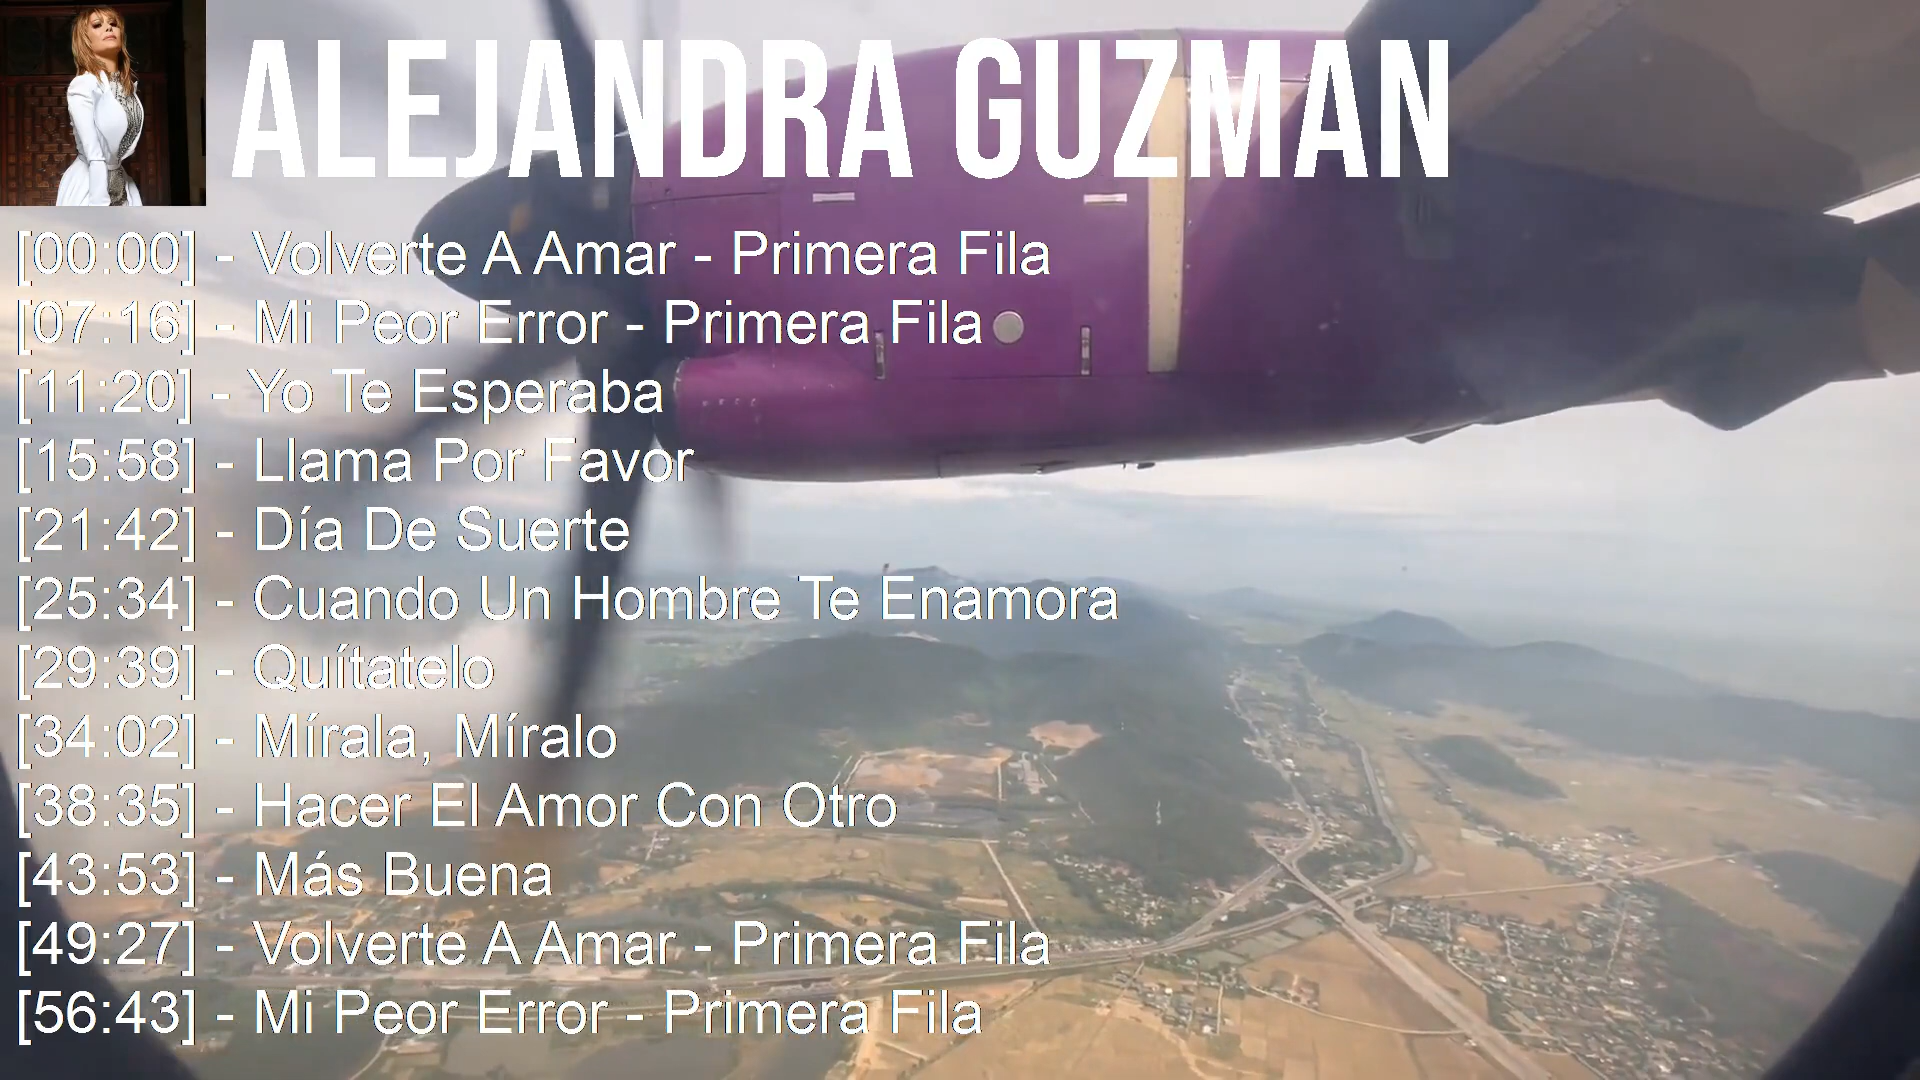 ALEJANDRA GUZMAN
[00:00] - Volverte A Amar - Primera Fila
[07:16] - Mi Peor Error - Primera Fila
[11:20] - Yo Te Esperaba
[15:58] - Llama Por Favor
[21:42] - Día De Suerte
[25:34] - Cuando Un Hombre Te Enamora
[29:39] - Quítatelo
[34:02] - Mírala, Míralo
[38:35] - Hacer El Amor Con Otro
[43:53] - Más Buena
[49:27] - Volverte A Amar - Primera Fila
[56:43] - Mi Peor Error - Primera Fila